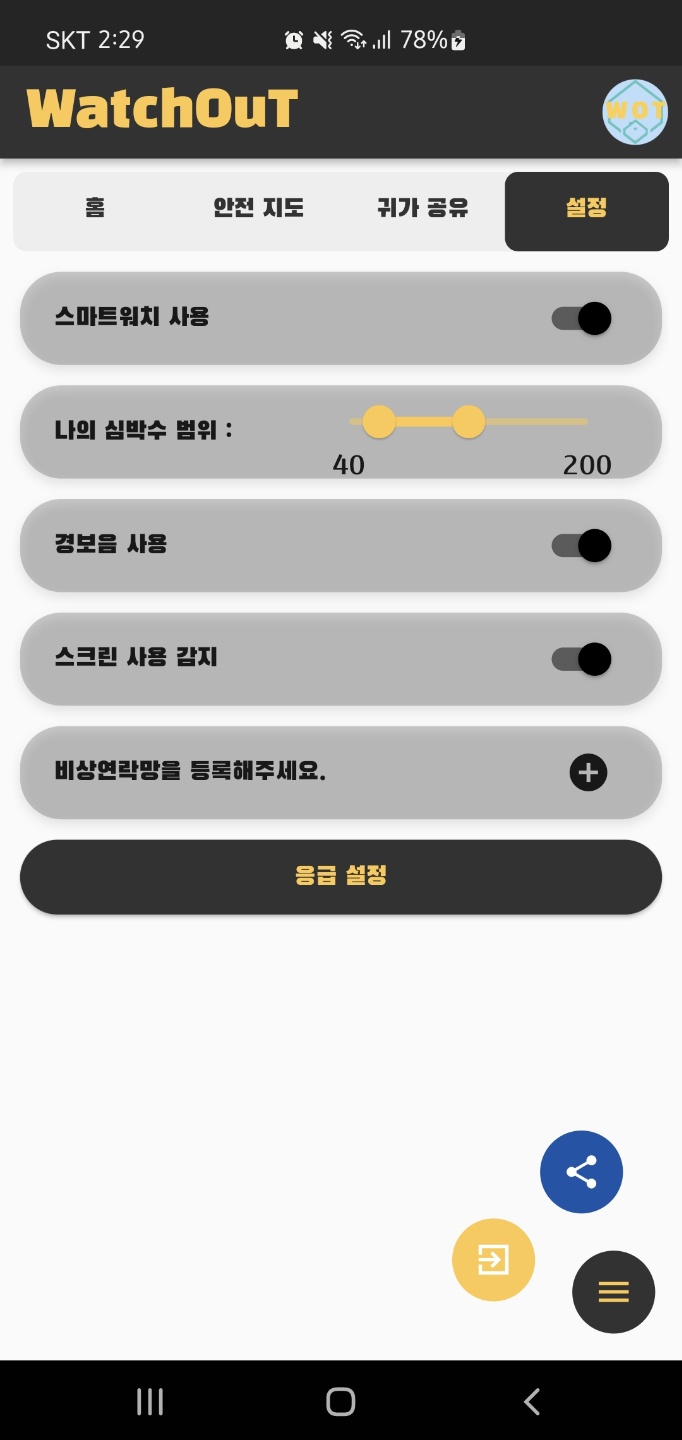 SKT 2:29
78%
WatchOuT
WOT
홈
안전 지도
귀가 공유
설정
스마트워치 사용
나의 심박수 범위 :
40
200
경보음 사용
스크린 사용 감지
비상연락망을 등록해주세요.
응급 설정